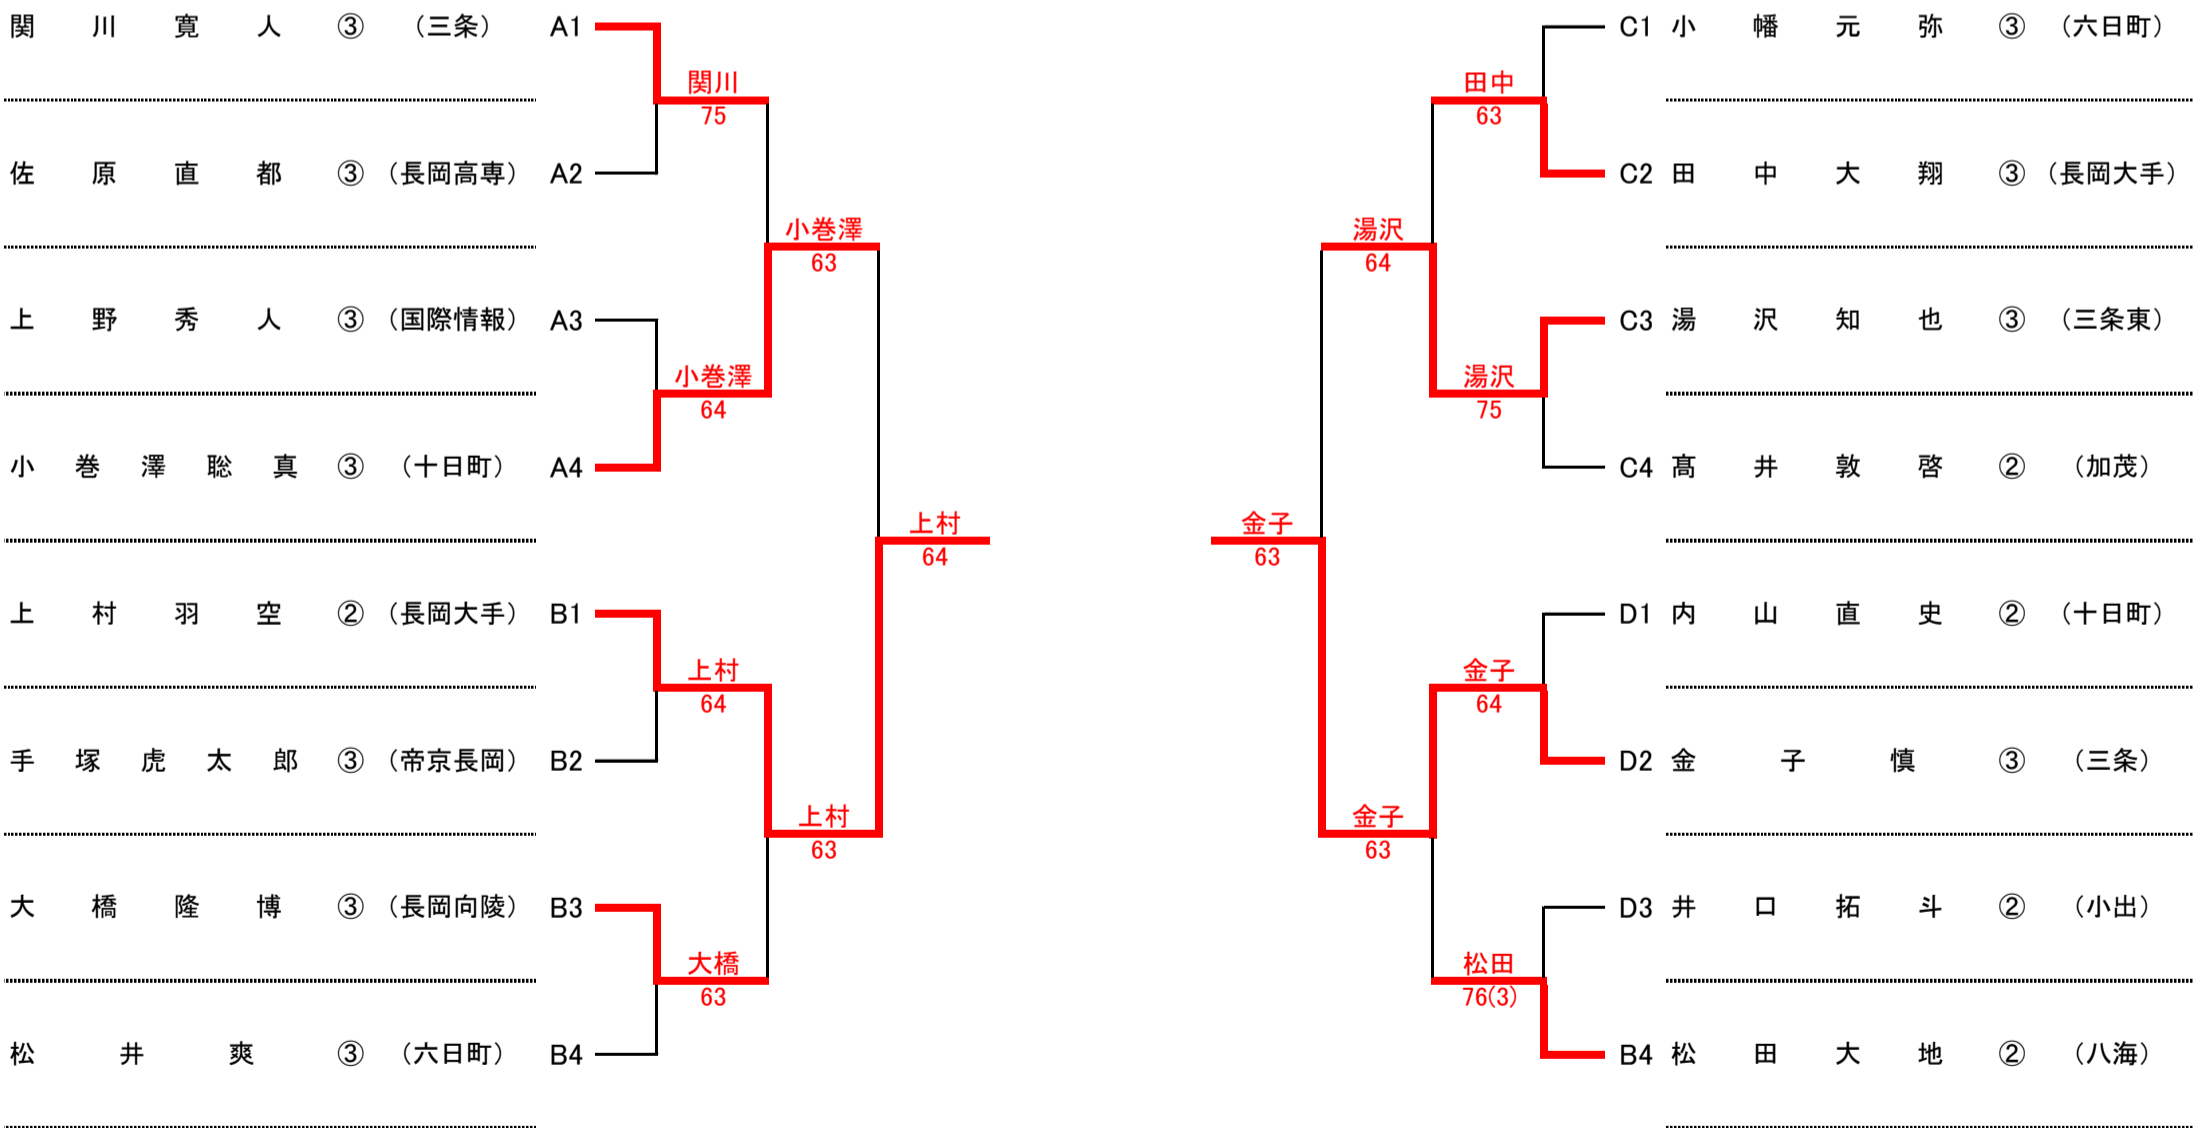 関川寛人 ③ （三条） A1
関川
75
佐原直都 ③ （長岡高専） A2
小巻澤
63
上野秀人 ③ （国際情報） A3
小巻澤
64
小巻澤聡真 ③ （十日町） A4
上村
64
上村羽空 ② （長岡大手） B1
上村
64
手塚虎太郎 ③ （帝京長岡） B2
上村
63
大橋隆博 ③ （長岡向陵） B3
大橋
63
松井爽 ③ （六日町） B4
C1 小幡元弥 ③ （六日町）
田中
63
C2 田中大翔 ③ （長岡大手）
湯沢
64
C3 湯沢知也 ③ （三条東）
湯沢
75
C4 髙井敦啓 ② （加茂）
金子
63
D1 内山直史 ② （十日町）
金子
64
D2 金子慎 ③ （三条）
金子
63
D3 井口拓斗 ② （小出）
松田
76(3)
B4 松田大地 ② （八海）